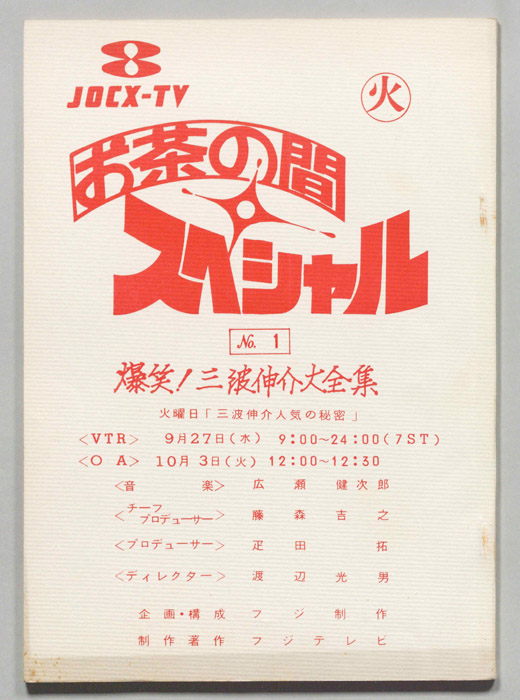 JOCX-TV
火
お茶の間
スペシャル
No. 1
爆笑!三波伸介大全集
火曜日「三波伸介人気の秘密」
<VTR> 9月27日(水) 9:00~24:00(7ST)
<O A> 10月3日(火) 12:00~12:30
<音 楽> 広瀬健次郎
<チーフプロデューサー> 藤森吉之
<プロデューサー> 疋田拓
<ディレクター> 渡辺光男
企画・構成 フジ制作
制作著作 フジテレビ